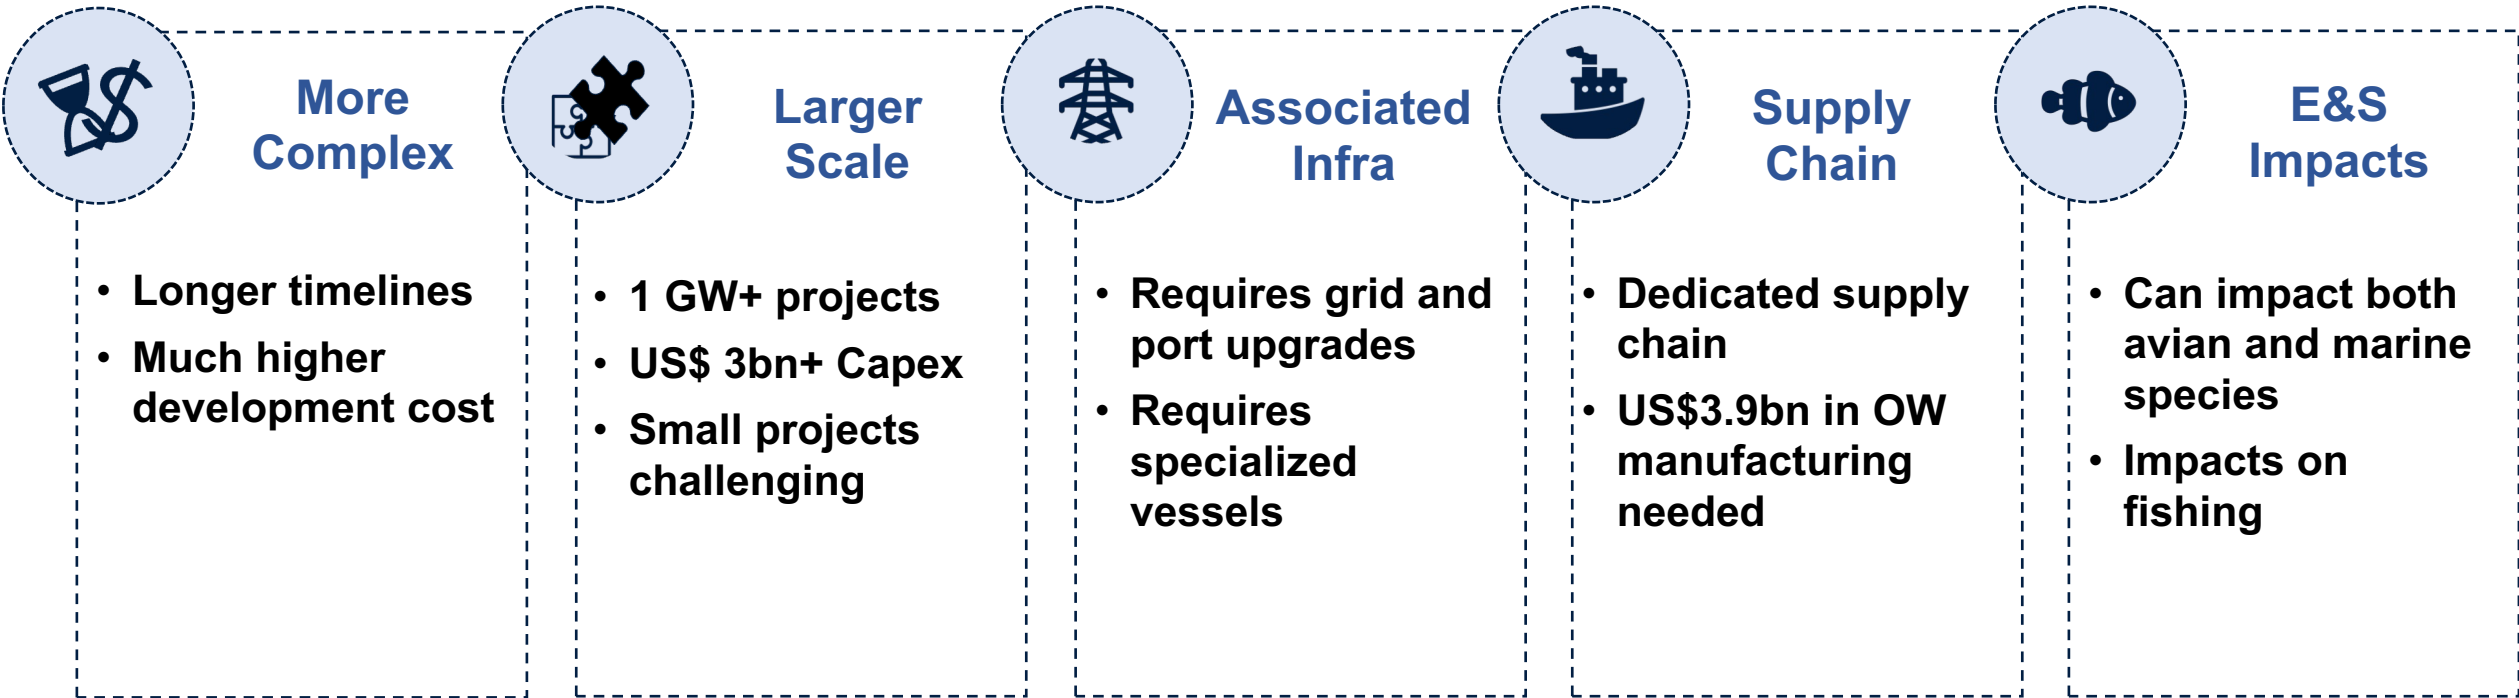 More
Complex
• Longer timelines
• Much higher
development cost
Larger
Scale
• 1 GW+ projects
• US$ 3bn+ Capex
• Small projects
challenging
Associated
Infra
• Requires grid and
port upgrades
• Requires
specialized
vessels
Supply
Chain
• Dedicated supply
chain
• US$3.9bn in OW
manufacturing
needed
E&S
Impacts
• Can impact both
avian and marine
species
• Impacts on
fishing